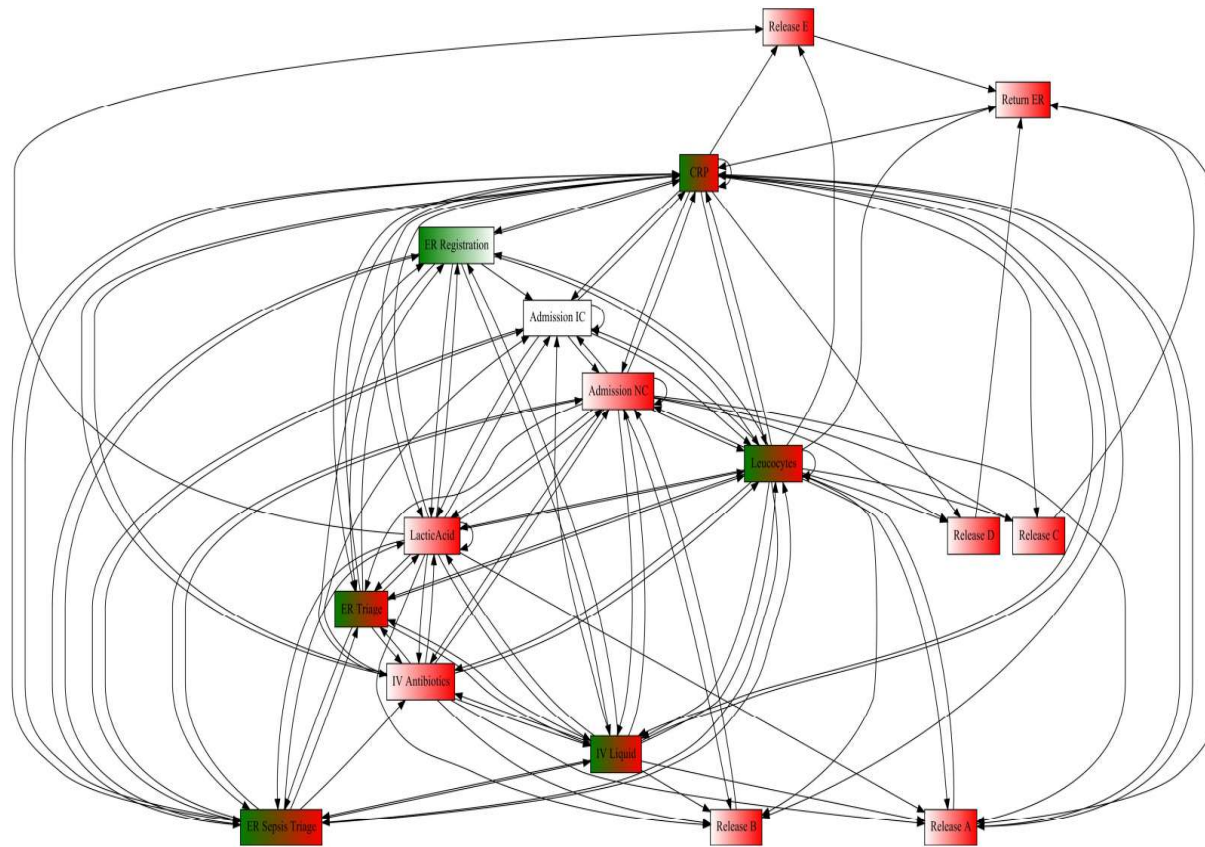 Release E
Return ER
CRP
ER Registration
Admission IC
Admission NC
Leucocytes
LacticAcid
Release D
Release C
ER Triage
IV Antibiotics
IV Liquid
ER Sepsis Triage
Release B
Release A